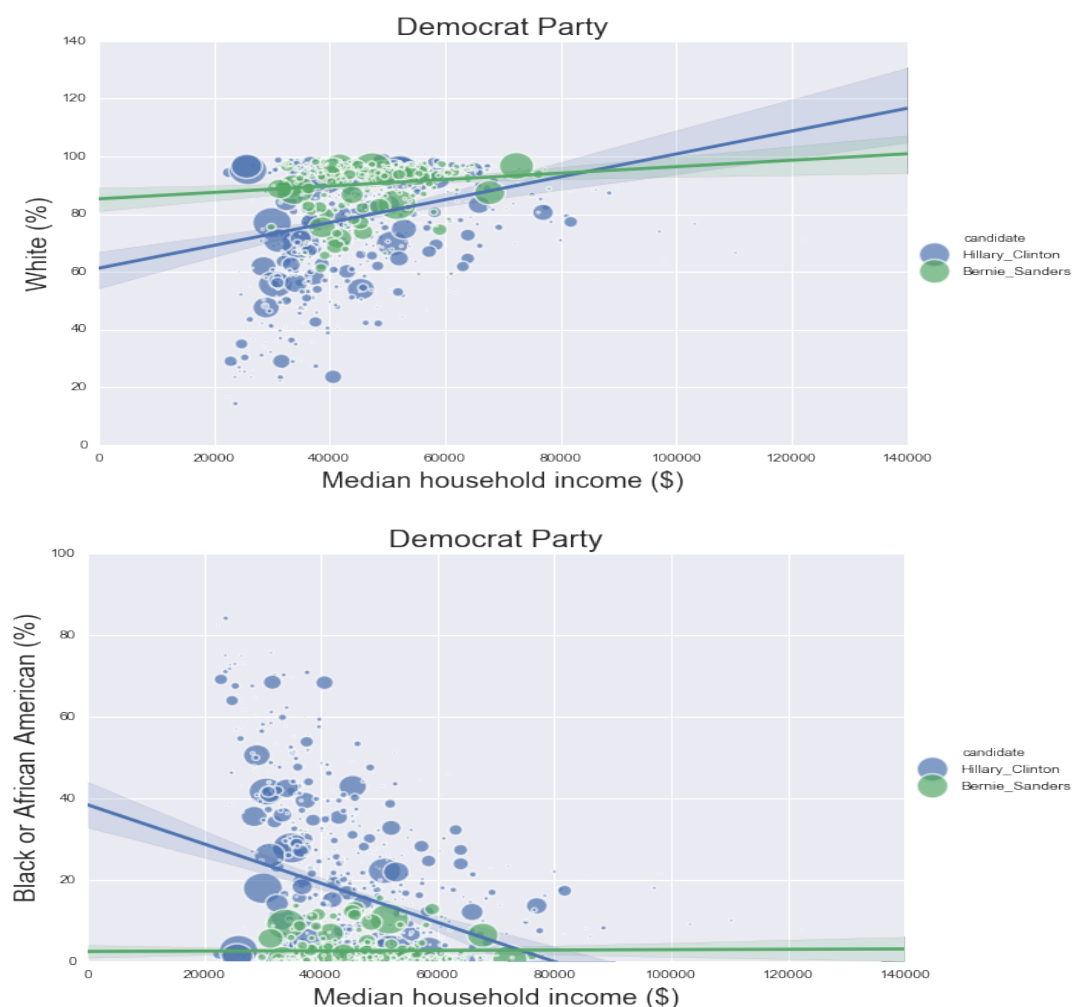 Democrat Party
140
120
100
80
60
40
20
0
White (%)
0 20000 40000 60000 80000 100000 120000 140000
Median household income ($)
candidate
Hillary_Clinton
Bernie_Sanders
Democrat Party
100
80
60
40
20
0
Black or African American (%)
0 20000 40000 60000 80000 100000 120000 140000
Median household income ($)
candidate
Hillary_Clinton
Bernie_Sanders